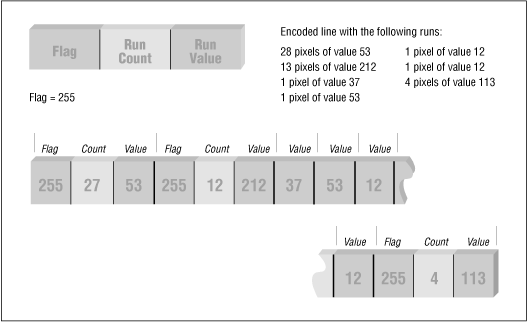 Flag
Run Count
Run Value
Flag = 255
Encoded line with the following runs:
28 pixels of value 53
13 pixels of value 212
1 pixel of value 37
1 pixel of value 53
1 pixel of value 12
1 pixel of value 12
4 pixels of value 113
Flag Count Value Flag Count Value Value Value Value
255 27 53 255 12 212 37 53 12
Value Flag Count Value
12 255 4 113